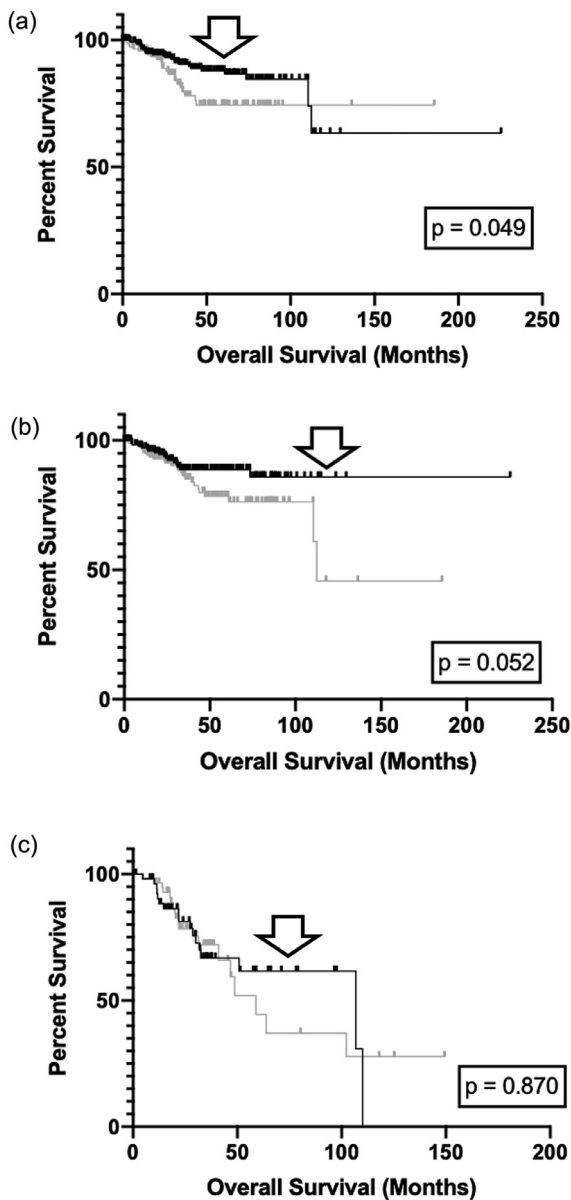 (a)
100
50
0
Percent Survival
p = 0.049
0 50 100 150 200 250
Overall Survival (Months)
(b)
100
50
0
Percent Survival
p = 0.052
0 50 100 150 200 250
Overall Survival (Months)
(c)
100
50
0
Percent Survival
p = 0.870
0 50 100 150 200
Overall Survival (Months)